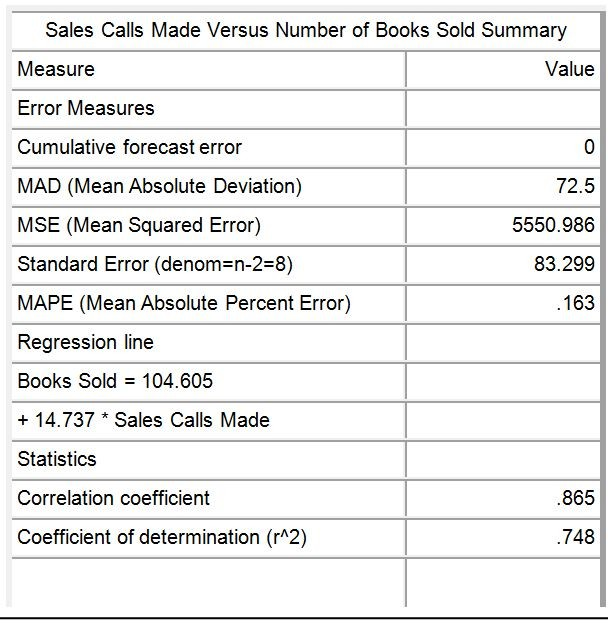 Sales Calls Made Versus Number of Books Sold Summary
Measure Value
Error Measures
Cumulative forecast error 0
MAD (Mean Absolute Deviation) 72.5
MSE (Mean Squared Error) 5550.986
Standard Error (denom=n-2=8) 83.299
MAPE (Mean Absolute Percent Error) .163
Regression line
Books Sold = 104.605
+ 14.737 * Sales Calls Made
Statistics
Correlation coefficient .865
Coefficient of determination (r^2) .748